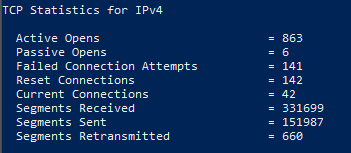 TCP Statistics for IPv4
Active Opens = 863
Passive Opens = 6
Failed Connection Attempts = 141
Reset Connections = 142
Current Connections = 42
Segments Received = 331699
Segments Sent = 151987
Segments Retransmitted = 660